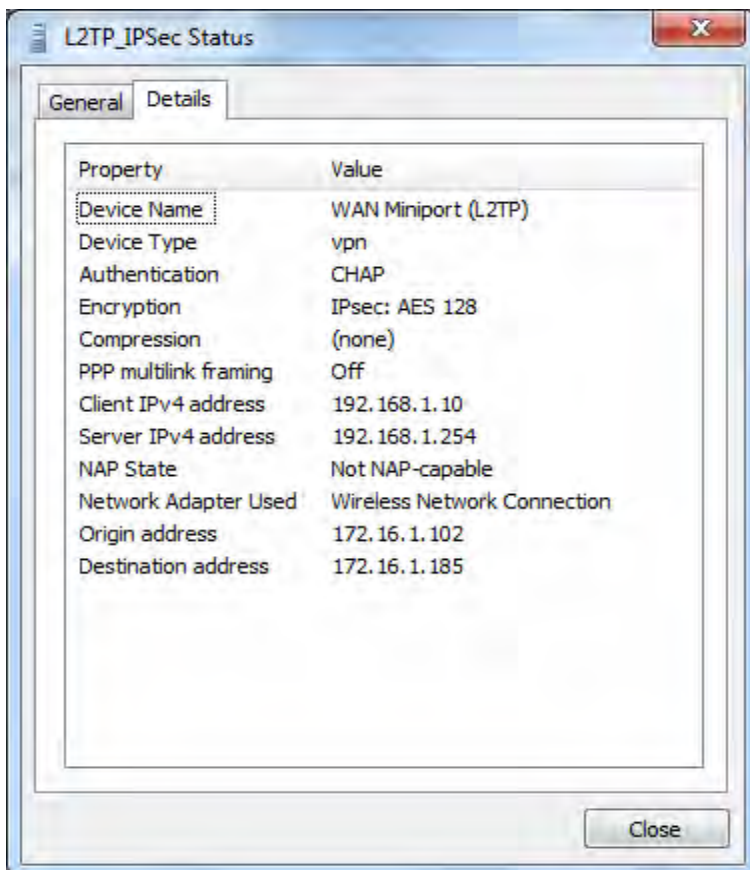 L2TP_IPSec Status
General Details
Property Value
Device Name WAN Miniport (L2TP)
Device Type vpn
Authentication CHAP
Encryption IPsec: AES 128
Compression (none)
PPP multilink framing Off
Client IPv4 address 192.168.1.10
Server IPv4 address 192.168.1.254
NAP State Not NAP-capable
Network Adapter Used Wireless Network Connection
Origin address 172.16.1.102
Destination address 172.16.1.185
Close